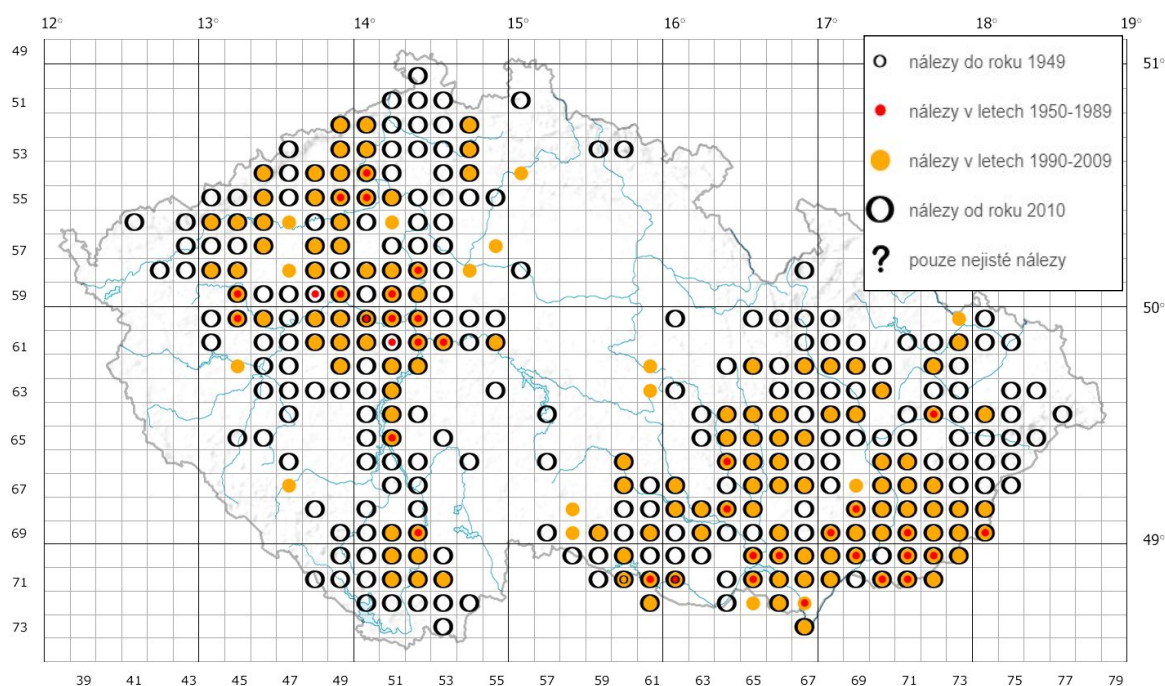 12° 13° 14° 15° 16° 17° 18° 19°
49
51° 
nálezy do roku 1949
51
nálezy v letech 1950-1989
53
nálezy v letech 1990-2009
55
nálezy od roku 2010
57
? pouze nejisté nálezy
59
50°
61
63
65
67
69
49°
71
73
39 41 43 45 47 49 51 53 55 57 59 61 63 65 67 69 71 73 75 77 79